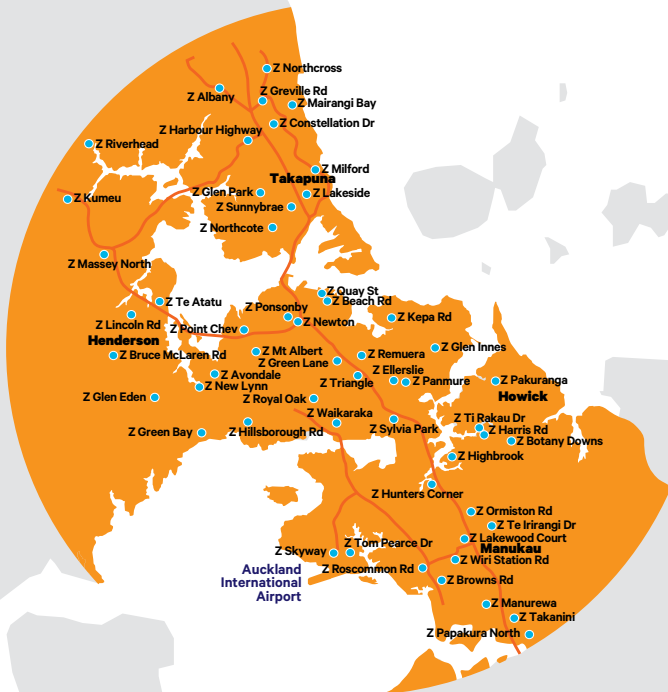 Z Northcross
Z Albany
Z Greville Rd
Z Mairangi Bay
Z Constellation Dr
Z Harbour Highway
Z Riverhead
Z Milford
Takapuna
Z Glen Park
Z Lakeside
Z Kumeu
Z Sunnybrae
Z Northcote
Z Massey North
Z Quay St
Z Te Atatu
Z Beach Rd
Z Ponsonby
Z Lincoln Rd
Z Point Chev
Z Newton
Z Kepa Rd
Henderson
Z Bruce McLaren Rd
Z Mt Albert
Z Green Lane
Z Remuera
Z Glen Innes
Z Ellerslie
Z Avondale
Z New Lynn
Z Triangle
Z Panmure
Z Pakuranga
Z Glen Eden
Z Royal Oak
Howick
Z Waikaraka
Z Ti Rakau Dr
Z Green Bay
Z Hillsborough Rd
Z Sylvia Park
Z Harris Rd
Z Botany Downs
Z Highbrook
Z Hunters Corner
Z Ormiston Rd
Z Te Irirangi Dr
Z Lakewood Court
Z Tom Pearce Dr
Z Skyway
Manukau
Z Wiri Station Rd
Auckland
International
Airport
Z Roscommon Rd
Z Browns Rd
Z Manurewa
Z Takanini
Z Papakura North